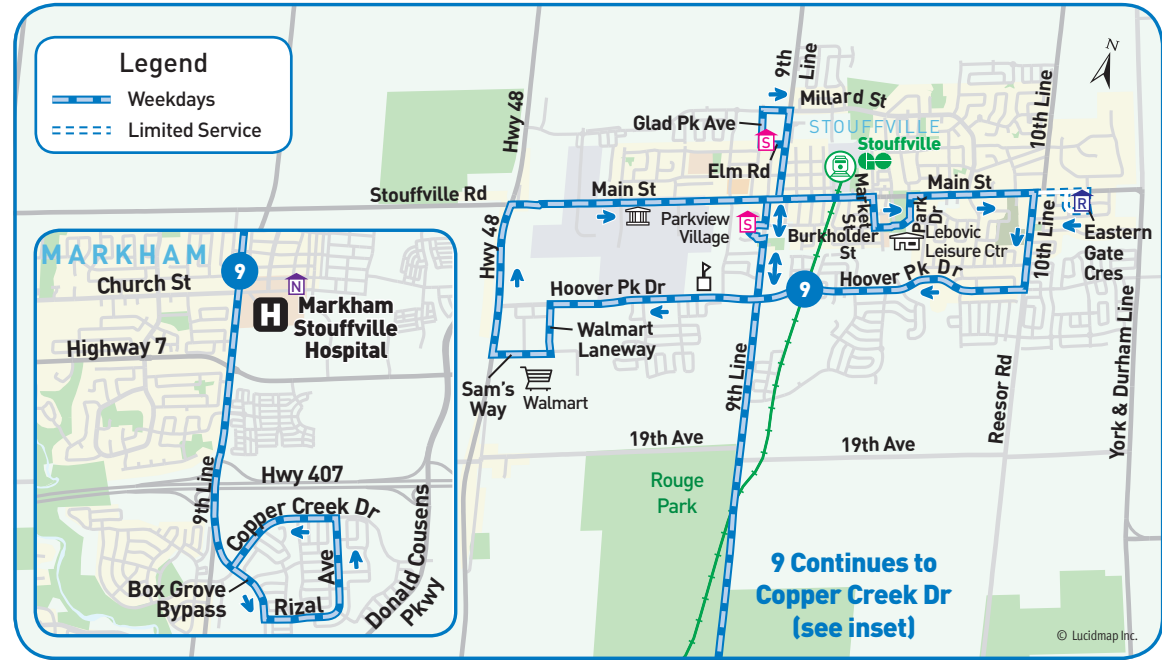 Legend
Weekdays
Limited Service
9th
Line
Millard St
Glad Pk Ave
S
STOUFFVILLE
Stouffville
GO
Elm Rd
Hwy 48
10th Line
Stouffville Rd
Main St
Market
St
Park
Dr
Main St
R
Parkview
Village
S
Burkholder
St
Lebovic
Leisure Ctr
10th Line
Eastern
Gate
Cres
Hwy 48
Hoover Pk Dr
9
Hoover Pk Dr
Walmart
Laneway
Sam's
Way
Walmart
9th Line
Reesor Rd
York & Durham Line
19th Ave
19th Ave
Rouge
Park
9 Continues to
Copper Creek Dr
(see inset)
N
© Lucidmap Inc.
MARKHAM
9
Church St
N
H
Markham
Stouffville
Hospital
Highway 7
Hwy 407
9th Line
Copper Creek Dr
Ave
Rizal
Box Grove
Bypass
Donald Cousens
Pkwy